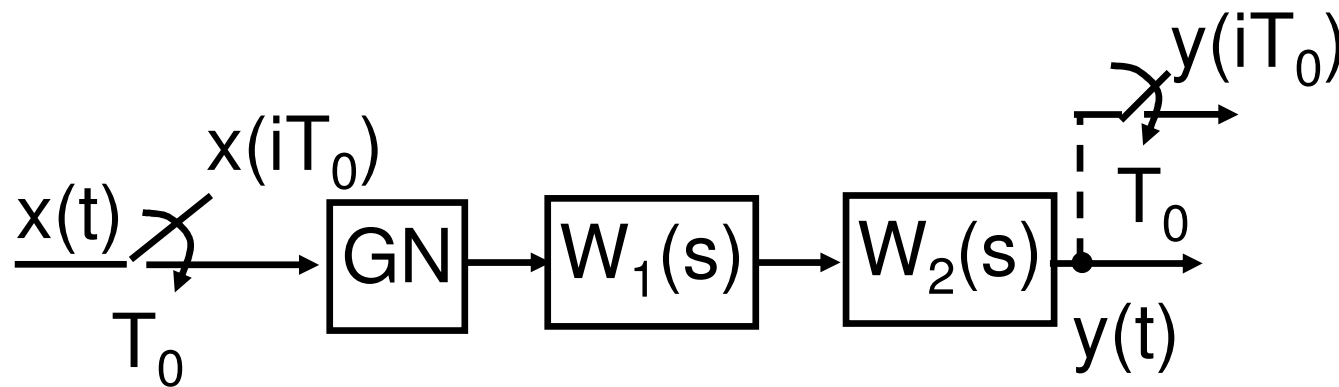 x(t)
x(iT₀)
T₀
GN
W₁(s)
W₂(s)
y(iT₀)
T₀
y(t)